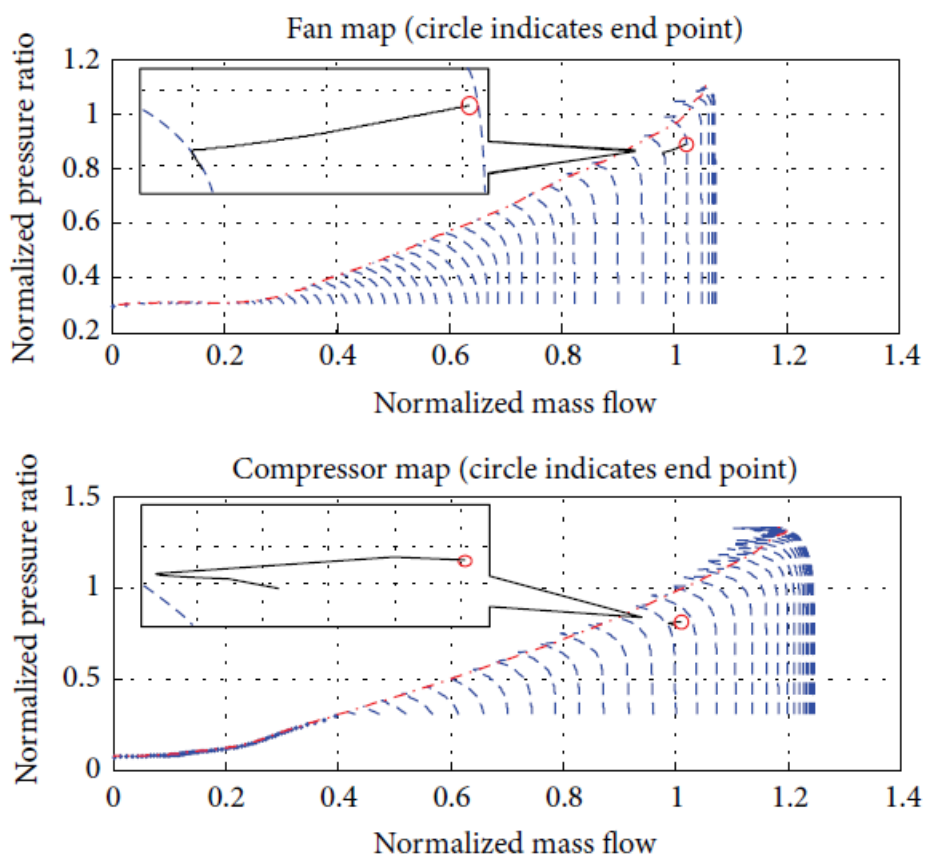 Fan map (circle indicates end point)
Normalized pressure ratio
1.2
1
0.8
0.6
0.4
0.2
0 0.2 0.4 0.6 0.8 1 1.2 1.4
Normalized mass flow
Compressor map (circle indicates end point)
Normalized pressure ratio
1.5
1
0.5
0
0 0.2 0.4 0.6 0.8 1 1.2 1.4
Normalized mass flow